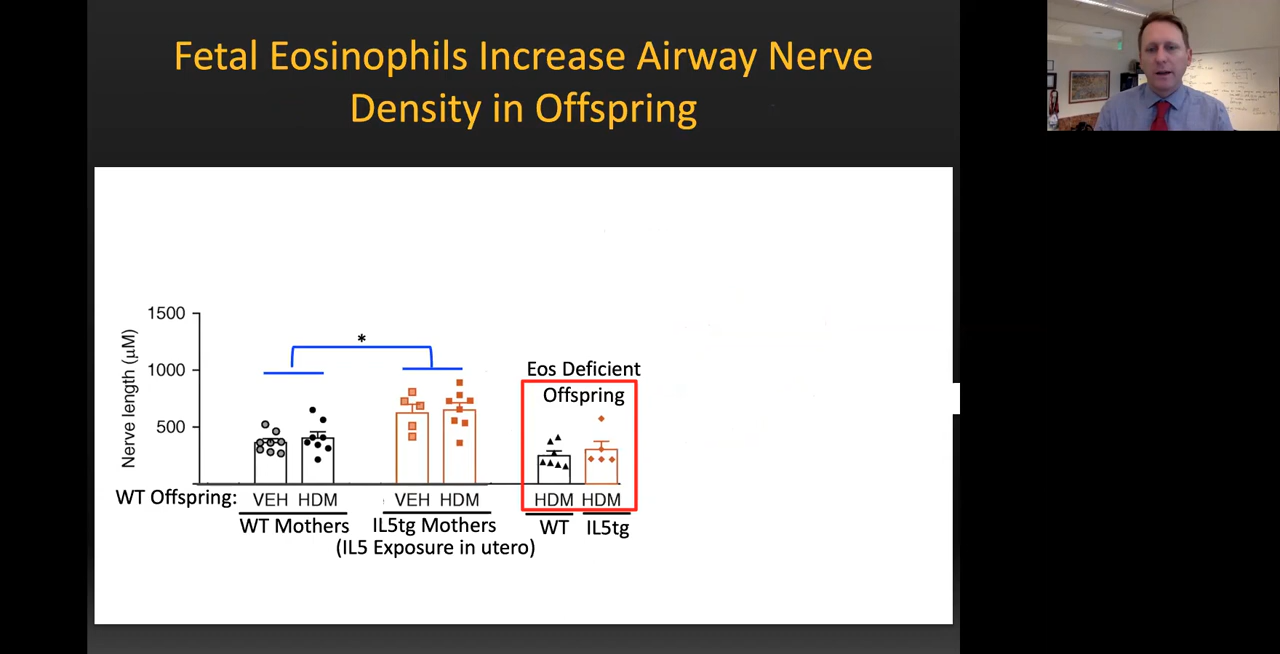 Fetal Eosinophils Increase Airway Nerve
Density in Offspring
1500
1000
500
Nerve length (µM)
*
Eos Deficient
Offspring
WT Offspring: VEH HDM VEH HDM HDM HDM
WT Mothers IL5tg Mothers WT IL5tg
(IL5 Exposure in utero)